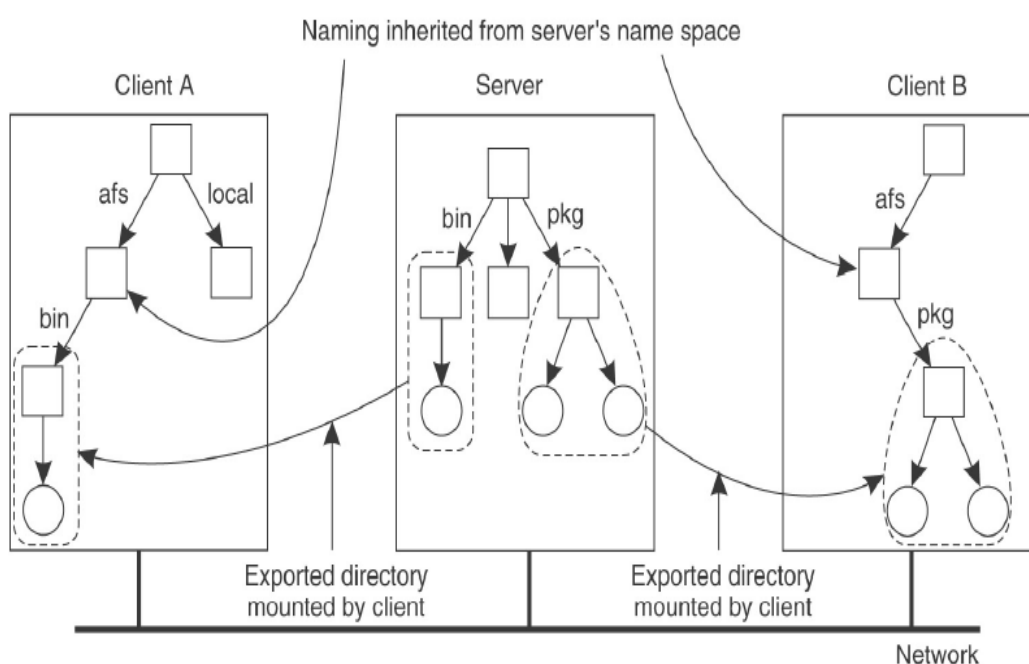 Naming inherited from server's name space
Client A
Server
Client B
afs
local
bin
pkg
afs
bin
pkg
Exported directory
mounted by client
Exported directory
mounted by client
Network